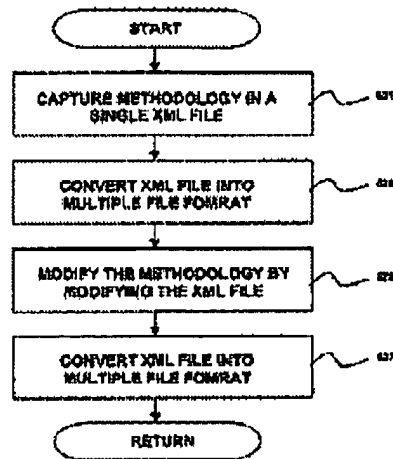 START
CAPTURE METHODOLOGY IN A
SINGLE XML FILE
CONVERT XML FILE INTO
MULTIPLE FILE FOMRAT
MODIFY THE METHODOLOGY BY
MODIFYING THE XML FILE
CONVERT XML FILE INTO
MULTIPLE FILE FOMRAT
RETURN